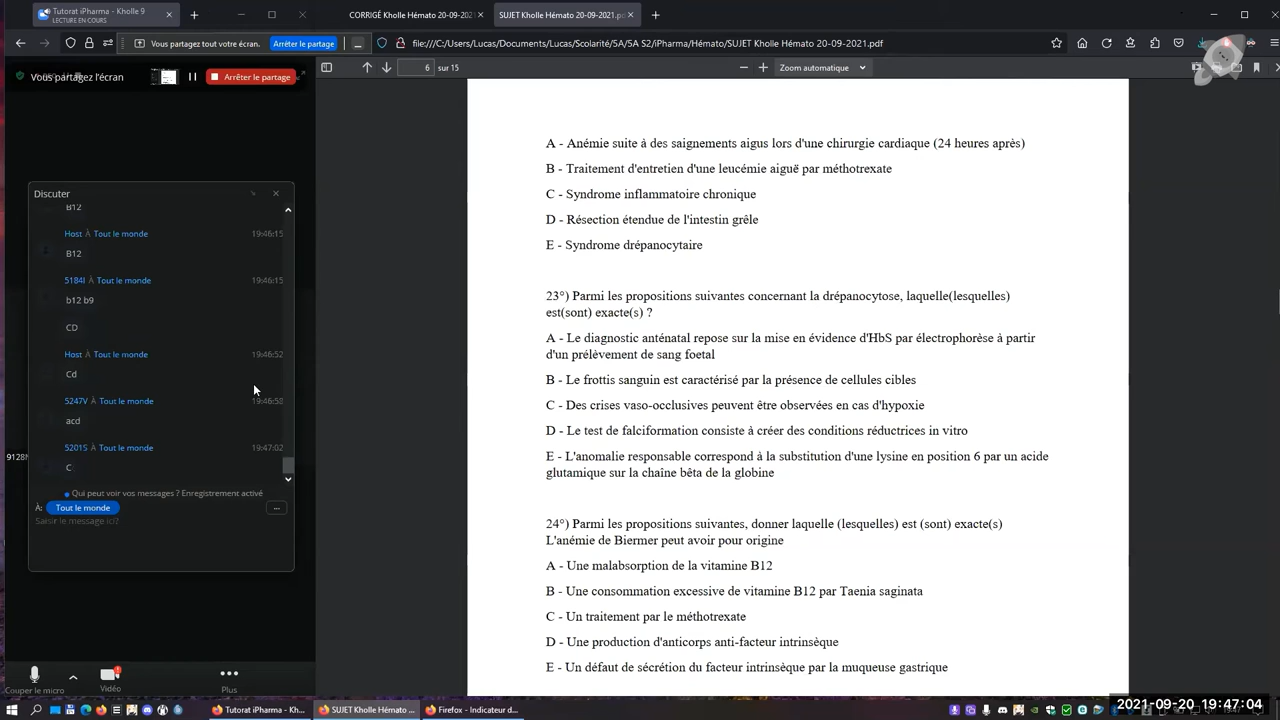 Tutorat iPharma - Kholle 9
LECTURE EN COURS
CORRIGÉ Kholle Hémato 20-09-2021
SUJET Kholle Hémato 20-09-2021.pd
Vous partagez tout écran.
Arrêter le partage
file:///C:/Users/Lucas/Documents/Lucas/Scolarité/5A/5A S2/iPharma/Hémato/SUJET Kholle Hémato 20-09-2021.pdf
Vous partagez l'écran
Arrêter le partage
6 sur 15
Zoom automatique
Discuter
B12
Host À Tout le monde 19:46:15
B12
5184I À Tout le monde 19:46:15
b12 b9
CD
Host À Tout le monde 19:46:52
Cd
5247V À Tout le monde 19:46:58
acd
5201S À Tout le monde 19:47:02
C
Qui peut voir vos messages ? Enregistrement activé
À: Tout le monde
Saisir le message ici?
Couper le micro
Vidéo
Plus
A - Anémie suite à des saignements aigus lors d'une chirurgie cardiaque (24 heures après)
B - Traitement d'entretien d'une leucémie aiguë par méthotrexate
C - Syndrome inflammatoire chronique
D - Résection étendue de l'intestin grêle
E - Syndrome drépanocytaire
23°) Parmi les propositions suivantes concernant la drépanocytose, laquelle(lesquelles)
est(sont) exacte(s) ?
A - Le diagnostic anténatal repose sur la mise en évidence d'HbS par électrophorèse à partir
d'un prélèvement de sang foetal
B - Le frottis sanguin est caractérisé par la présence de cellules cibles
C - Des crises vaso-occlusives peuvent être observées en cas d'hypoxie
D - Le test de falciformation consiste à créer des conditions réductrices in vitro
E - L'anomalie responsable correspond à la substitution d'une lysine en position 6 par un acide
glutamique sur la chaîne bêta de la globine
24°) Parmi les propositions suivantes, donner laquelle (lesquelles) est (sont) exacte(s)
L'anémie de Biermer peut avoir pour origine
A - Une malabsorption de la vitamine B12
B - Une consommation excessive de vitamine B12 par Taenia saginata
C - Un traitement par le méthotrexate
D - Une production d'anticorps anti-facteur intrinsèque
E - Un défaut de sécrétion du facteur intrinsèque par la muqueuse gastrique
Tutorat iPharma - Kh...
SUJET Kholle Hémato ...
Firefox - Indicateur d...
2021-09-20 19:47:04